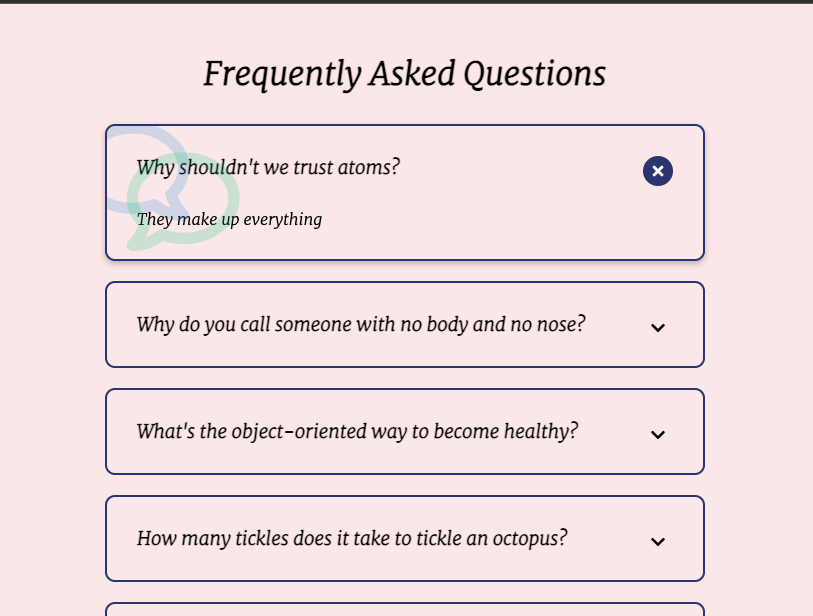 Frequently Asked Questions
Why shouldn't we trust atoms?
They make up everything
Why do you call someone with no body and no nose?
What's the object-oriented way to become healthy?
How many tickles does it take to tickle an octopus?